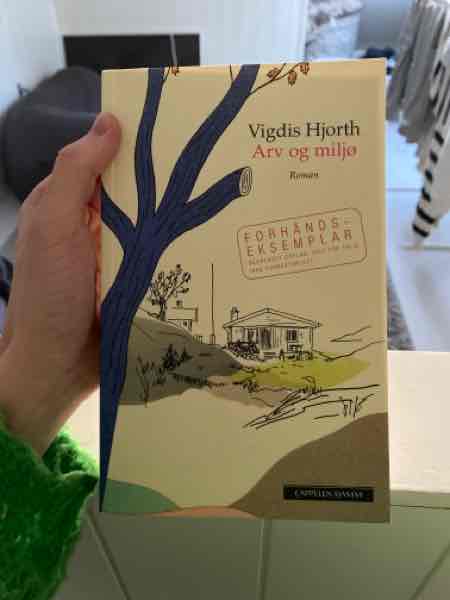 Vigdis Hjorth
Arv og miljø
Roman
FORHÅNDS-
EKSEMPLAR
CAPPELEN DAMM